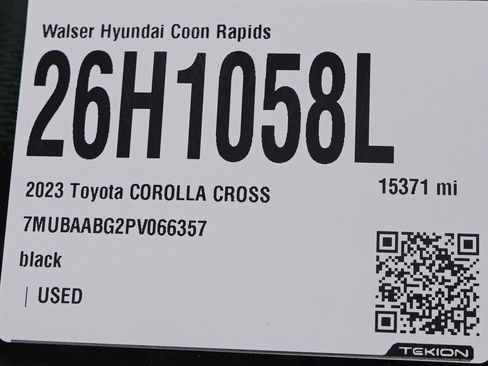 Walser Hyundai Coon Rapids
26H1058L
2023 Toyota COROLLA CROSS 15371 mi
7MUBAABG2PV066357
black
| USED
TEKION